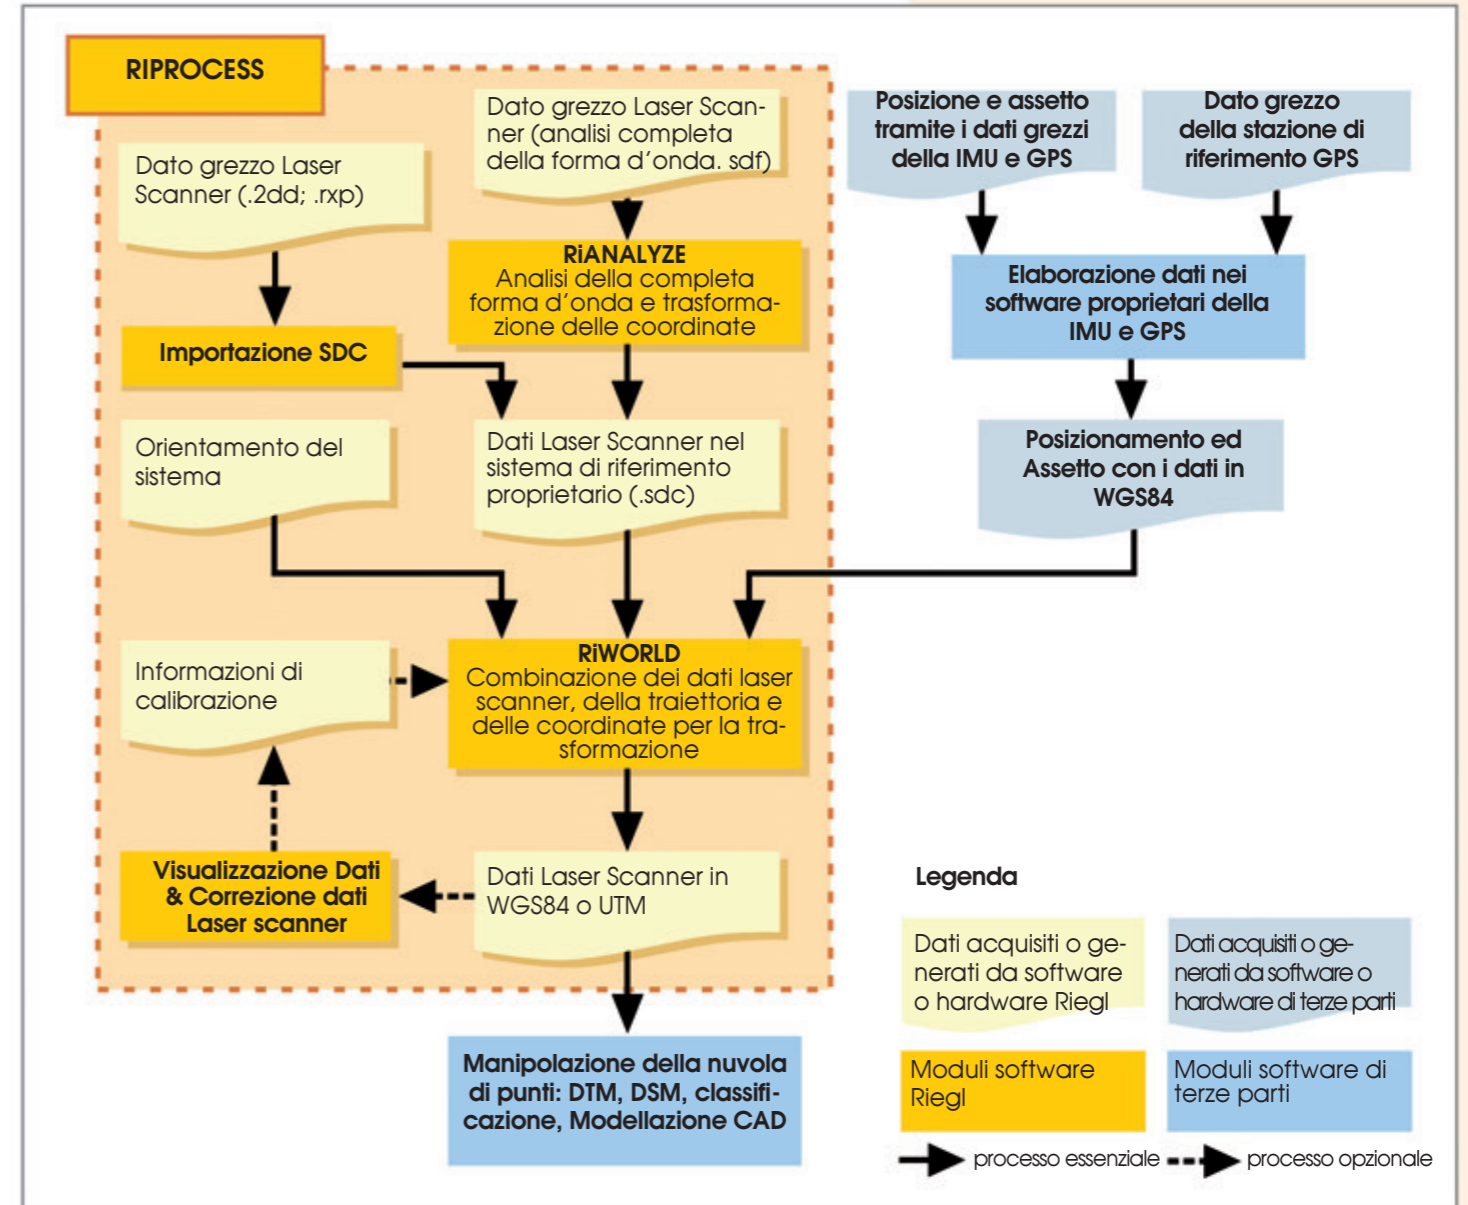 RIPROCESS
Dato grezzo Laser
Scanner (.2dd; .rxp)
Dato grezzo Laser Scan-
ner (analisi completa
della forma d'onda. sdf)
Posizione e assetto
tramite i dati grezzi
della IMU e GPS
Dato grezzo
della stazione di
riferimento GPS
RiANALYZE
Analisi della completa
forma d'onda e trasforma-
zione delle coordinate
Elaborazione dati nei
software proprietari della
IMU e GPS
Importazione SDC
Orientamento del
sistema
Dati Laser Scanner nel
sistema di riferimento
proprietario (.sdc)
Posizionamento ed
Assetto con i dati in
WGS84
Informazioni di
calibrazione
RiWORLD
Combinazione dei dati laser
scanner, della traiettoria e
delle coordinate per la tra-
sformazione
Visualizzazione Dati
& Correzione dati
Laser scanner
Dati Laser Scanner in
WGS84 o UTM
Manipolazione della nuvola
di punti: DTM, DSM, classifi-
cazione, Modellazione CAD
Legenda
Dati acquisiti o ge-
nerati da software
o hardware Riegl
Dati acquisiti o ge-
nerati da software o
hardware di terze parti
Moduli software
Riegl
Moduli software di
terze parti
processo essenziale
processo opzionale